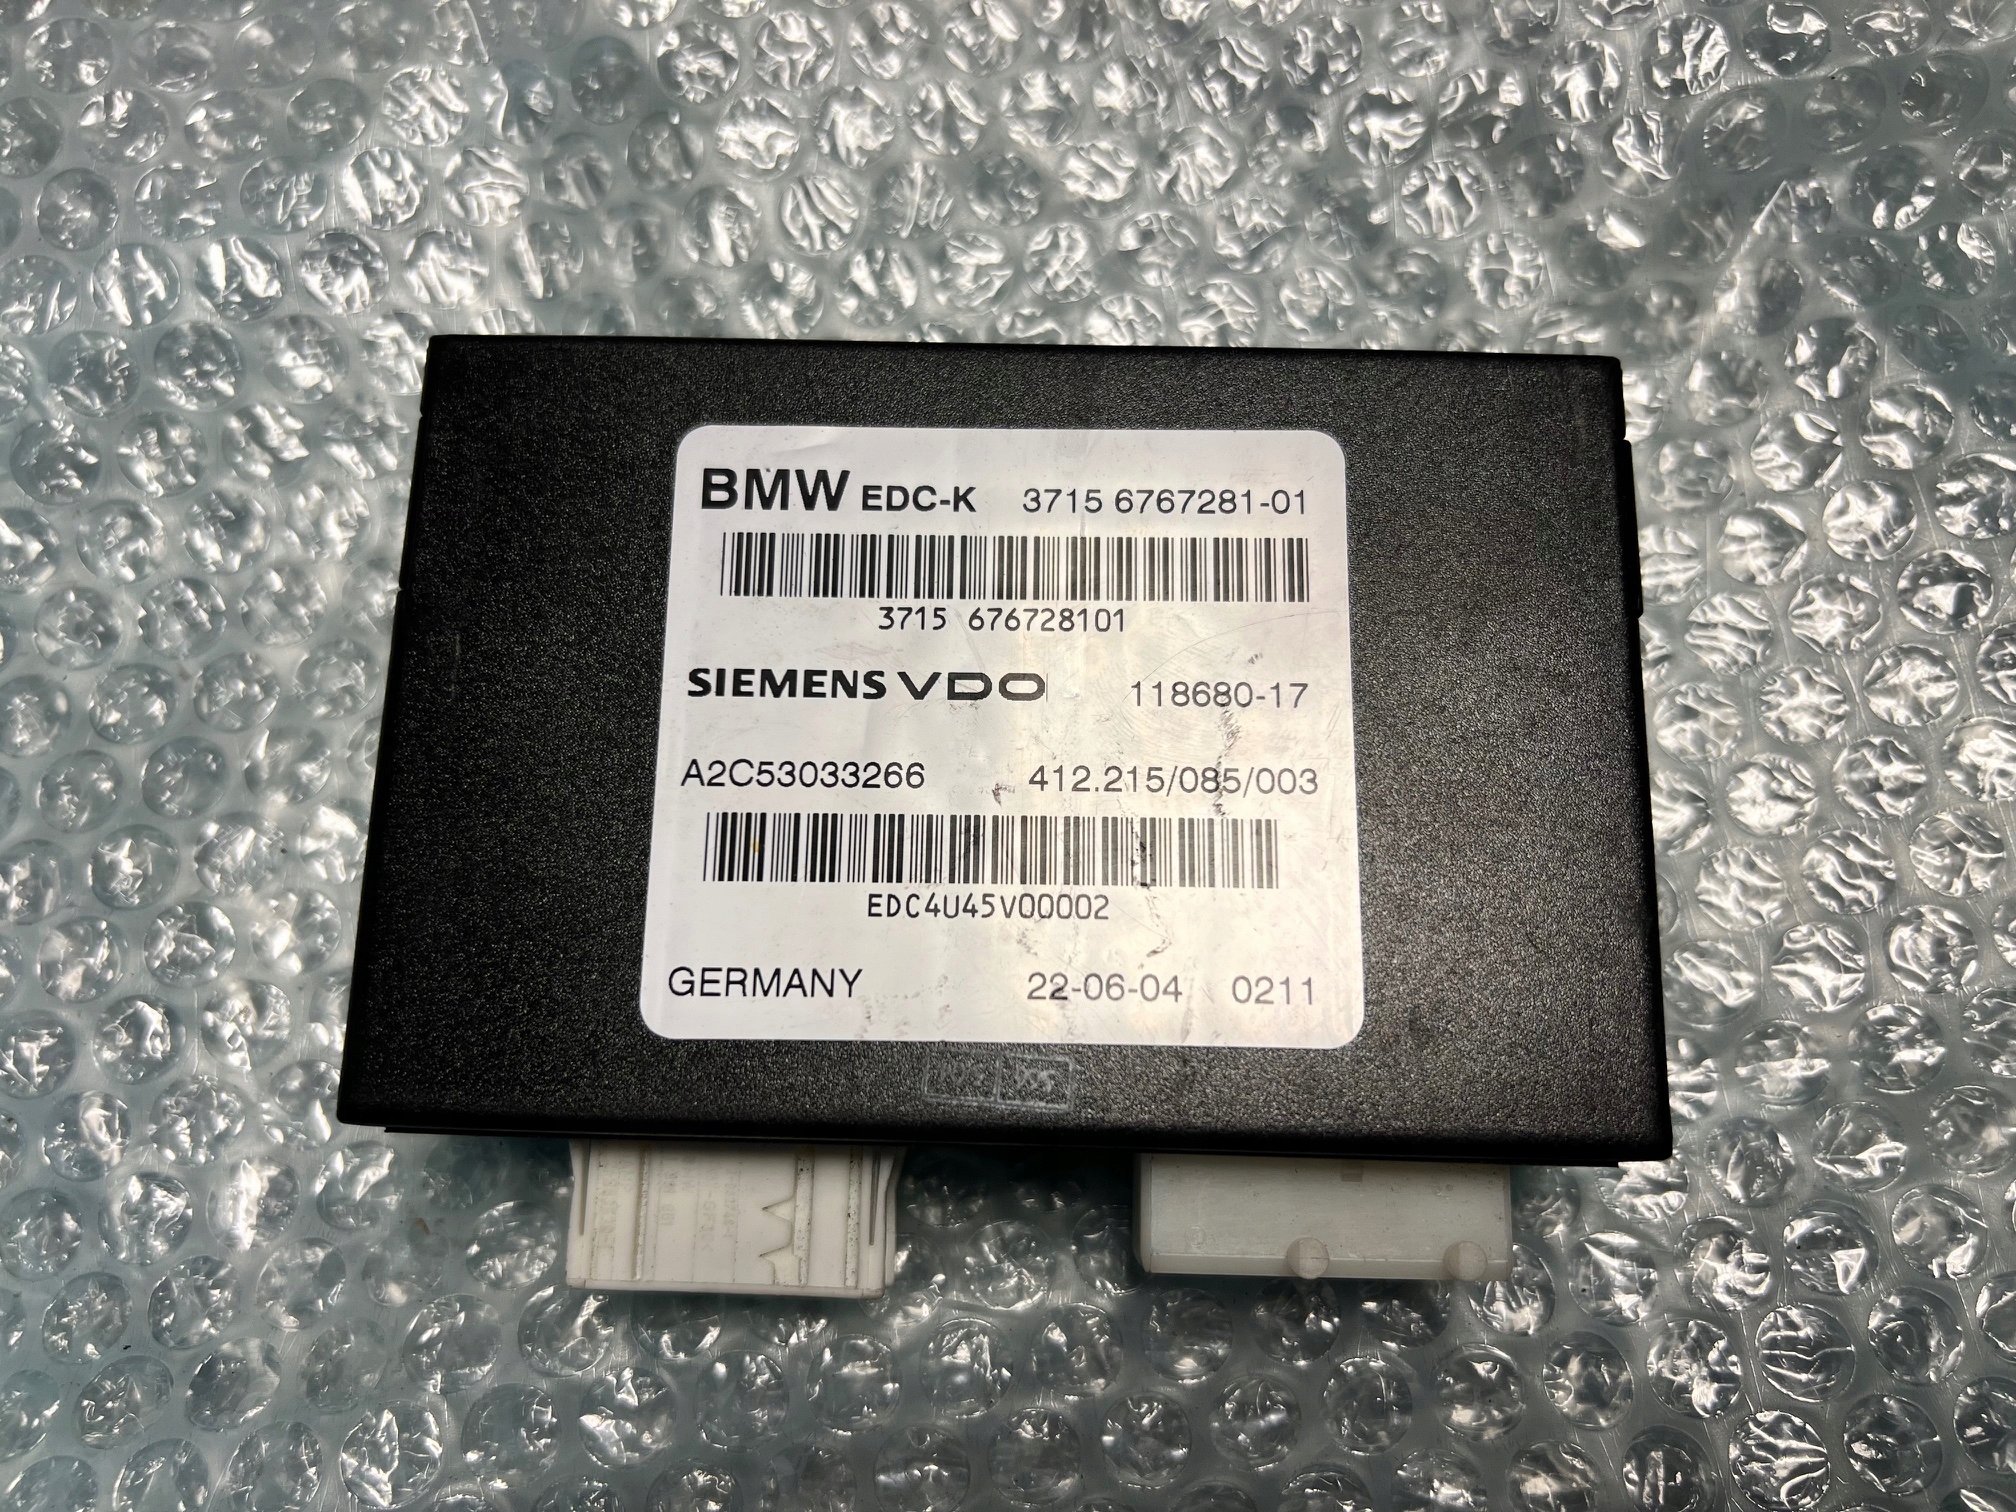 BMW EDC-K 3715 6767281-01
3715 676728101
SIEMENS VDO 118680-17
A2C53033266 412.215/085/003
EDC4U45V00002
GERMANY 22-06-04 0211